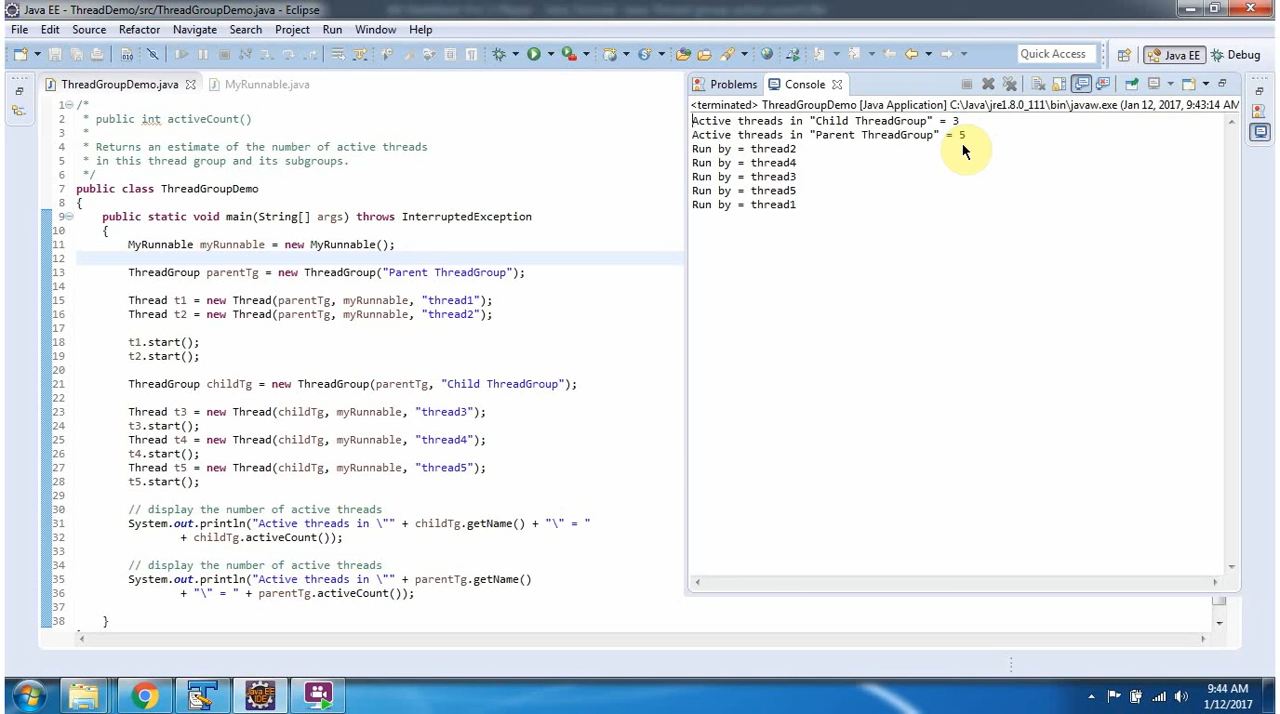 Java EE - ThreadDemo/src/ThreadGroupDemo.java - Eclipse
File Edit Source Refactor Navigate Search Project Run Window Help
Quick Access
Java EE
Debug
ThreadGroupDemo.java
MyRunnable.java
1 /*
2 * public int activeCount()
3 *
4 * Returns an estimate of the number of active threads
5 * in this thread group and its subgroups.
6 */
7 public class ThreadGroupDemo
8 {
9 public static void main(String[] args) throws InterruptedException
10 {
11 MyRunnable myRunnable = new MyRunnable();
12
13 ThreadGroup parentTg = new ThreadGroup("Parent ThreadGroup");
14
15 Thread t1 = new Thread(parentTg, myRunnable, "thread1");
16 Thread t2 = new Thread(parentTg, myRunnable, "thread2");
17
18 t1.start();
19 t2.start();
20
21 ThreadGroup childTg = new ThreadGroup(parentTg, "Child ThreadGroup");
22
23 Thread t3 = new Thread(childTg, myRunnable, "thread3");
24 t3.start();
25 Thread t4 = new Thread(childTg, myRunnable, "thread4");
26 t4.start();
27 Thread t5 = new Thread(childTg, myRunnable, "thread5");
28 t5.start();
29
30 // display the number of active threads
31 System.out.println("Active threads in \"" + childTg.getName() + "\" = "
32 + childTg.activeCount());
33
34 // display the number of active threads
35 System.out.println("Active threads in \"" + parentTg.getName()
36 + "\" = " + parentTg.activeCount());
37
38 }
Problems
Console
<terminated> ThreadGroupDemo [Java Application] C:\Java\jre1.8.0_111\bin\javaw.exe (Jan 12, 2017, 9:43:14 AM
Active threads in "Child ThreadGroup" = 3
Active threads in "Parent ThreadGroup" = 5
Run by = thread2
Run by = thread4
Run by = thread3
Run by = thread5
Run by = thread1
Java EE
IDE
9:44 AM
1/12/2017